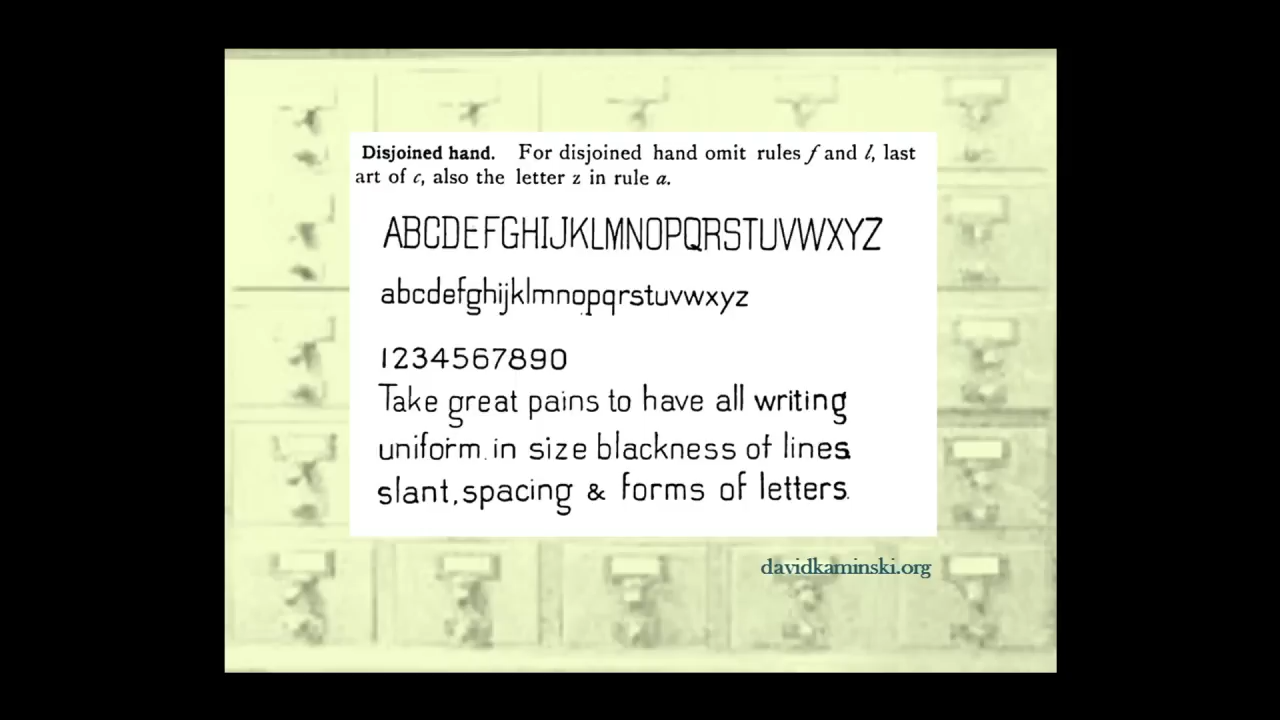 Disjoined hand. For disjoined hand omit rules f and l, last
art of c, also the letter z in rule a.
ABCDEFGHIJKLMNOPQRSTUVWXYZ
abcdefghijklmnopqrstuvwxyz
1234567890
Take great pains to have all writing
uniform in size blackness of lines
slant, spacing & forms of letters.
davidkaminski.org